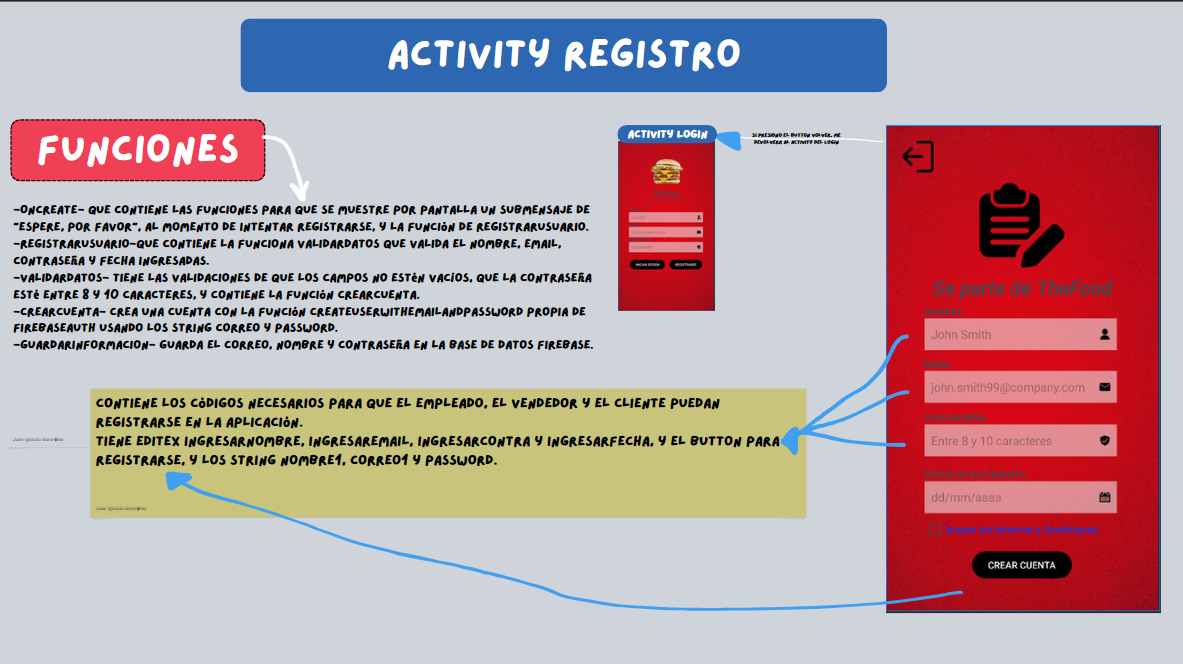 ACTIVITY REGISTRO
FUNCIONES
-ONCREATE- QUE CONTIENE LAS FUNCIONES PARA QUE SE MUESTRE POR PANTALLA UN SUBMENSAJE DE
"ESPERE, POR FAVOR", AL MOMENTO DE INTENTAR REGISTRARSE, Y LA FUNCIÓN DE REGISTRARUSUARIO.
-REGISTRARUSUARIO-QUE CONTIENE LA FUNCIONA VALIDARDATOS QUE VALIDA EL NOMBRE, EMAIL,
CONTRASEÑA Y FECHA INGRESADAS.
-VALIDARDATOS- TIENE LAS VALIDACIONES DE QUE LOS CAMPOS NO ESTÉN VACÍOS, QUE LA CONTRASEÑA
ESTÉ ENTRE 8 Y 10 CARACTERES, Y CONTIENE LA FUNCIÓN CREARCUENTA.
-CREARCUENTA- CREA UNA CUENTA CON LA FUNCIÓN CREATEUSERWITHEMAILANDPASSWORD PROPIA DE
FIREBASEAUTH USANDO LOS STRING CORREO Y PASSWORD.
-GUARDARINFORMACION- GUARDA EL CORREO, NOMBRE Y CONTRASEÑA EN LA BASE DE DATOS FIREBASE.
ACTIVITY LOGIN
SI PRESIONO EL BUTTON VOLVER, ME
DEVOLVERA AL ACTIVITY DEL LOGIN
INICIAR SESION
REGISTRARSE
CONTIENE LOS CÓDIGOS NECESARIOS PARA QUE EL EMPLEADO, EL VENDEDOR Y EL CLIENTE PUEDAN
REGISTRARSE EN LA APLICACIÓN.
TIENE EDITEX INGRESARNOMBRE, INGRESAREMAIL, INGRESARCONTRA Y INGRESARFECHA, Y EL BUTTON PARA
REGISTRARSE, Y LOS STRING NOMBRE1, CORREO1 Y PASSWORD.
Juan Ignacio González
Juan Ignacio González
Se parte de TheFood
NOMBRE
John Smith
EMAIL
john.smith99@company.com
CONTRASEÑA
Entre 8 y 10 caracteres
FECHA DE NACIMIENTO
dd/mm/aaaa
Acepto los términos y Condiciones
CREAR CUENTA